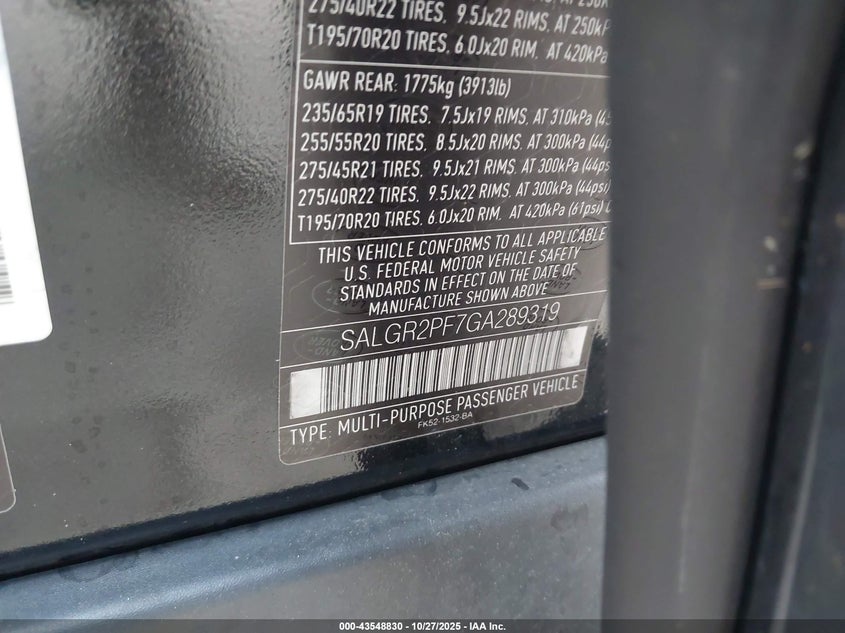 275/40R22 TIRES, 9.5Jx22 RIMS, AT 250kP
T195/70R20 TIRES, 6.0Jx20 RIM, AT 420kPa
GAWR REAR: 1775kg (3913lb)
235/65R19 TIRES, 7.5Jx19 RIMS, AT 310kPa (45
255/55R20 TIRES, 8.5Jx20 RIMS, AT 300kPa (44p
275/45R21 TIRES, 9.5Jx21 RIMS, AT 300kPa (44psi
275/40R22 TIRES, 9.5Jx22 RIMS, AT 300kPa (44psi)
T195/70R20 TIRES, 6.0Jx20 RIM, AT 420kPa (61psi) C
THIS VEHICLE CONFORMS TO ALL APPLICABLE
U.S. FEDERAL MOTOR VEHICLE SAFETY
STANDARDS IN EFFECT ON THE DATE OF
MANUFACTURE SHOWN ABOVE
SALGR2PF7GA289319
TYPE: MULTI-PURPOSE PASSENGER VEHICLE
FK52-1532-BA
000-43548830 - 10/27/2025 - IAA Inc.